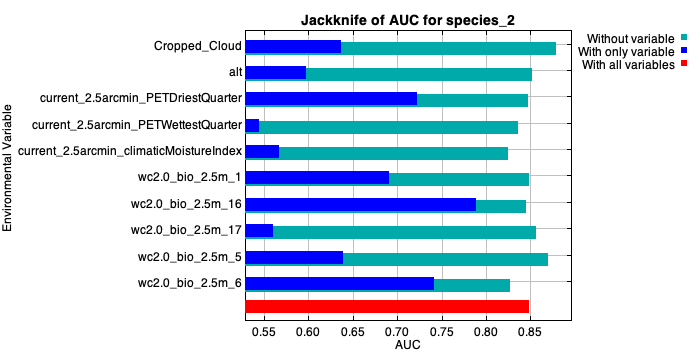 Jackknife of AUC for species_2
Without variable
With only variable
With all variables
Environmental Variable
Cropped_Cloud
alt
current_2.5arcmin_PETDriestQuarter
current_2.5arcmin_PETWettestQuarter
current_2.5arcmin_climaticMoistureIndex
wc2.0_bio_2.5m_1
wc2.0_bio_2.5m_16
wc2.0_bio_2.5m_17
wc2.0_bio_2.5m_5
wc2.0_bio_2.5m_6
0.55 0.60 0.65 0.70 0.75 0.80 0.85
AUC